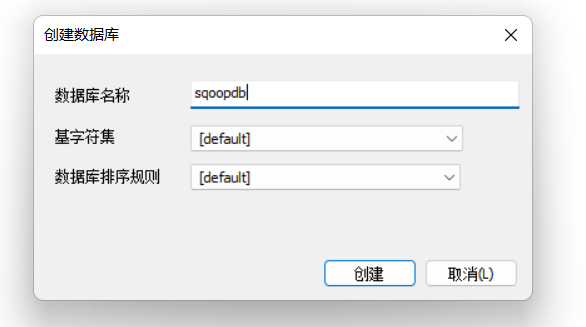 创建数据库
数据库名称 sqoopdb
基字符集 [default]
数据库排序规则 [default]
创建 取消(L)